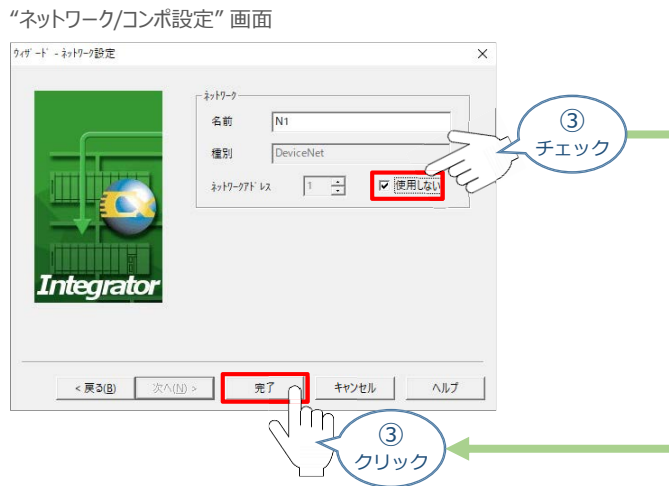 “ネットワーク/コンポ設定” 画面
ウィザード - ネットワーク設定
ネットワーク
名前 N1
種別 DeviceNet
ネットワークアドレス 1 使用しない
③
チェック
CX
Integrator
< 戻る(B) 次へ(N) > 完了 キャンセル ヘルプ
③
クリック